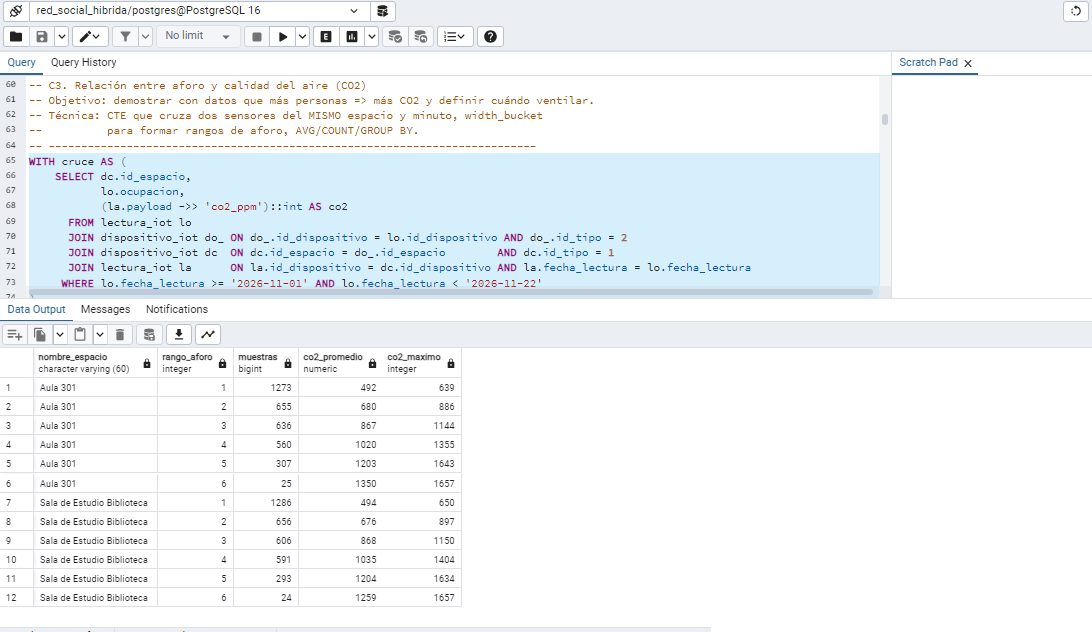 red_social_hibrida/postgres@PostgreSQL 16
No limit
E
Query Query History
Scratch Pad
60 -- C3. Relación entre aforo y calidad del aire (CO2)
61 -- Objetivo: demostrar con datos que más personas => más CO2 y definir cuándo ventilar.
62 -- Técnica: CTE que cruza dos sensores del MISMO espacio y minuto, width_bucket
63 -- para formar rangos de aforo, AVG/COUNT/GROUP BY.
64 -- -------------------------------------------------------------------------
65 WITH cruce AS (
66 SELECT dc.id_espacio,
67 lo.ocupacion,
68 (la.payload ->> 'co2_ppm')::int AS co2
69 FROM lectura_iot lo
70 JOIN dispositivo_iot do_ ON do_.id_dispositivo = lo.id_dispositivo AND do_.id_tipo = 2
71 JOIN dispositivo_iot dc ON dc.id_espacio = do_.id_espacio AND dc.id_tipo = 1
72 JOIN lectura_iot la ON la.id_dispositivo = dc.id_dispositivo AND la.fecha_lectura = lo.fecha_lectura
73 WHERE lo.fecha_lectura >= '2026-11-01' AND lo.fecha_lectura < '2026-11-22'
74 )
Data Output Messages Notifications
nombre_espacio rango_aforo muestras co2_promedio co2_maximo
character varying (60) integer bigint numeric integer
1 Aula 301 1 1273 492 639
2 Aula 301 2 655 680 886
3 Aula 301 3 636 867 1144
4 Aula 301 4 560 1020 1355
5 Aula 301 5 307 1203 1643
6 Aula 301 6 25 1350 1657
7 Sala de Estudio Biblioteca 1 1286 494 650
8 Sala de Estudio Biblioteca 2 656 676 897
9 Sala de Estudio Biblioteca 3 606 868 1150
10 Sala de Estudio Biblioteca 4 591 1035 1404
11 Sala de Estudio Biblioteca 5 293 1204 1634
12 Sala de Estudio Biblioteca 6 24 1259 1657